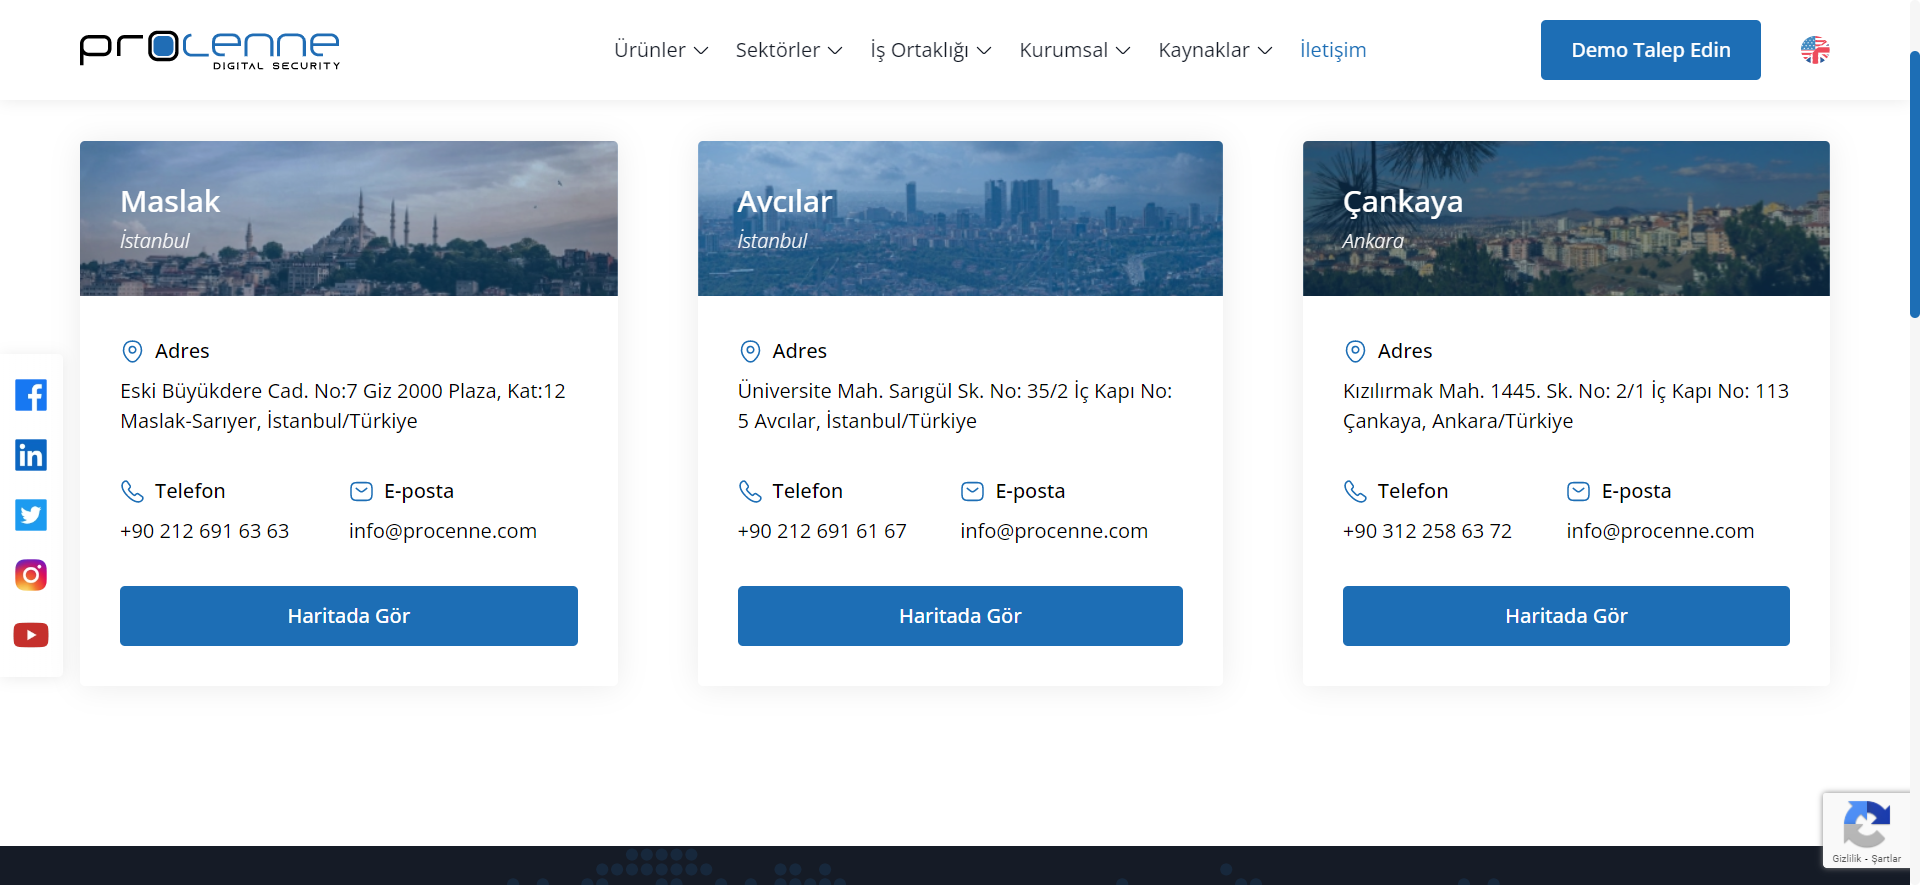 procenne
DIGITAL SECURITY
Ürünler
Sektörler
İş Ortaklığı
Kurumsal
Kaynaklar
İletişim
Demo Talep Edin
Maslak
İstanbul
Adres
Eski Büyükdere Cad. No:7 Giz 2000 Plaza, Kat:12
Maslak-Sarıyer, İstanbul/Türkiye
Telefon
+90 212 691 63 63
E-posta
info@procenne.com
Haritada Gör
Avcılar
İstanbul
Adres
Üniversite Mah. Sarıgül Sk. No: 35/2 İç Kapı No:
5 Avcılar, İstanbul/Türkiye
Telefon
+90 212 691 61 67
E-posta
info@procenne.com
Haritada Gör
Çankaya
Ankara
Adres
Kızılırmak Mah. 1445. Sk. No: 2/1 İç Kapı No: 113
Çankaya, Ankara/Türkiye
Telefon
+90 312 258 63 72
E-posta
info@procenne.com
Haritada Gör
Gizlilik - Şartlar